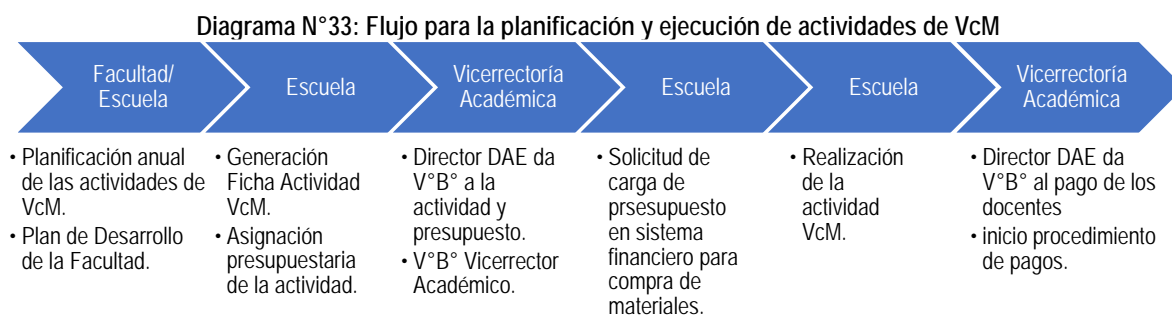 Diagrama N°33: Flujo para la planificación y ejecución de actividades de VcM
Facultad/
Escuela
• Planificación anual
de las actividades de
VcM.
• Plan de Desarrollo
de la Facultad.
Escuela
• Generación
Ficha Actividad
VcM.
• Asignación
presupuestaria
de la actividad.
Vicerrectoría
Académica
• Director DAE da
V°B° a la
actividad y
presupuesto.
• V°B° Vicerrector
Académico.
Escuela
• Solicitud de
carga de
prsesupuesto
en sistema
financiero para
compra de
materiales.
Escuela
• Realización
de la
actividad
VcM.
Vicerrectoría
Académica
• Director DAE da
V°B° al pago de los
docentes
• inicio procedimiento
de pagos.